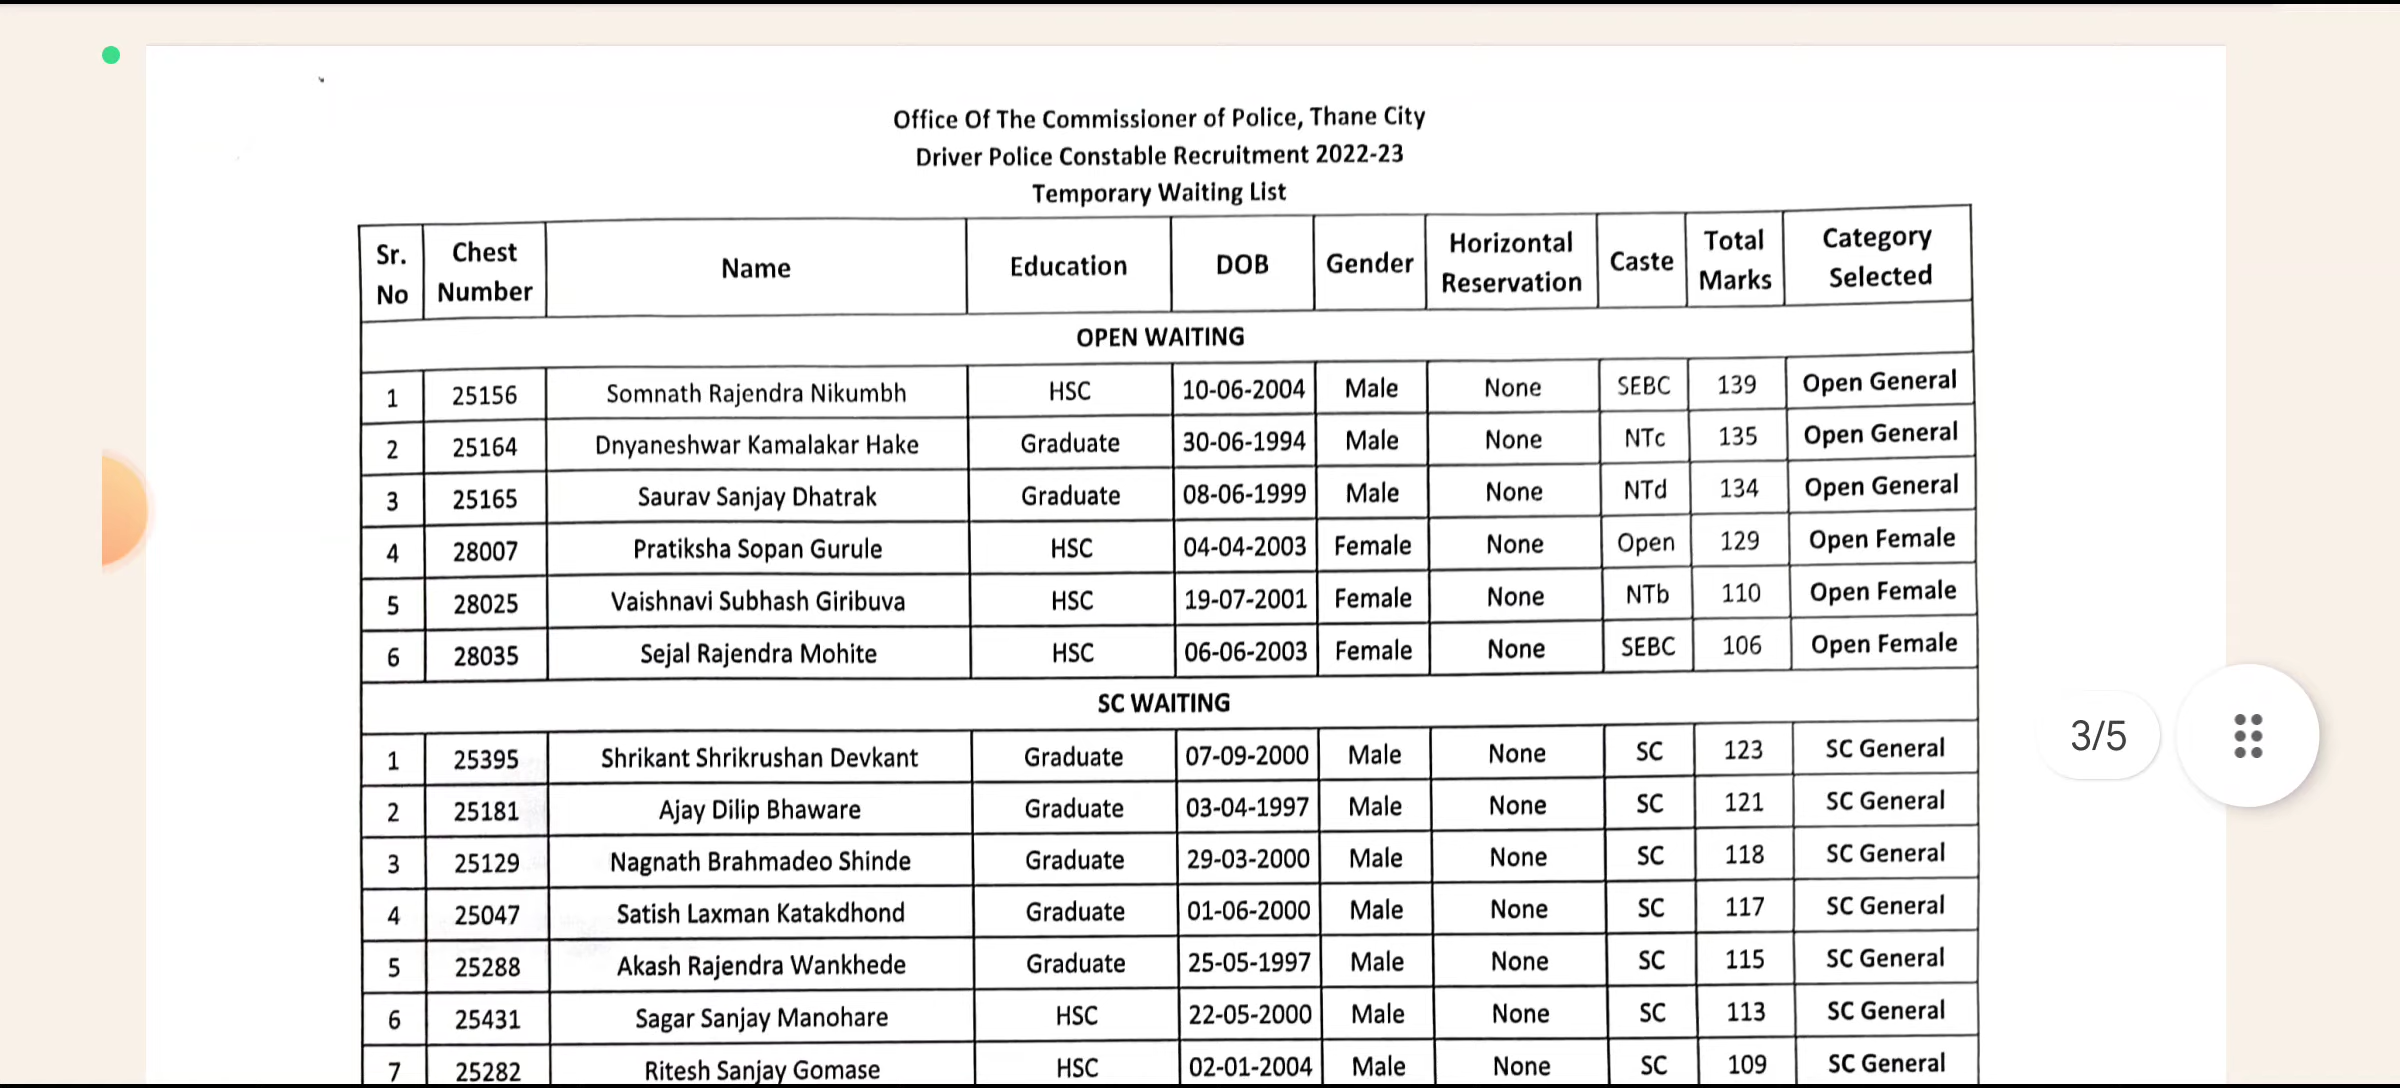 Office Of The Commissioner of Police, Thane City
Driver Police Constable Recruitment 2022-23
Temporary Waiting List
Sr. No Chest Number Name Education DOB Gender Horizontal Reservation Caste Total Marks Category Selected
OPEN WAITING
1 25156 Somnath Rajendra Nikumbh HSC 10-06-2004 Male None SEBC 139 Open General
2 25164 Dnyaneshwar Kamalakar Hake Graduate 30-06-1994 Male None NTc 135 Open General
3 25165 Saurav Sanjay Dhatrak Graduate 08-06-1999 Male None NTd 134 Open General
4 28007 Pratiksha Sopan Gurule HSC 04-04-2003 Female None Open 129 Open Female
5 28025 Vaishnavi Subhash Giribuva HSC 19-07-2001 Female None NTb 110 Open Female
6 28035 Sejal Rajendra Mohite HSC 06-06-2003 Female None SEBC 106 Open Female
SC WAITING
1 25395 Shrikant Shrikrushan Devkant Graduate 07-09-2000 Male None SC 123 SC General
2 25181 Ajay Dilip Bhaware Graduate 03-04-1997 Male None SC 121 SC General
3 25129 Nagnath Brahmadeo Shinde Graduate 29-03-2000 Male None SC 118 SC General
4 25047 Satish Laxman Katakdhond Graduate 01-06-2000 Male None SC 117 SC General
5 25288 Akash Rajendra Wankhede Graduate 25-05-1997 Male None SC 115 SC General
6 25431 Sagar Sanjay Manohare HSC 22-05-2000 Male None SC 113 SC General
7 25282 Ritesh Sanjay Gomase HSC 02-01-2004 Male None SC 109 SC General
3/5